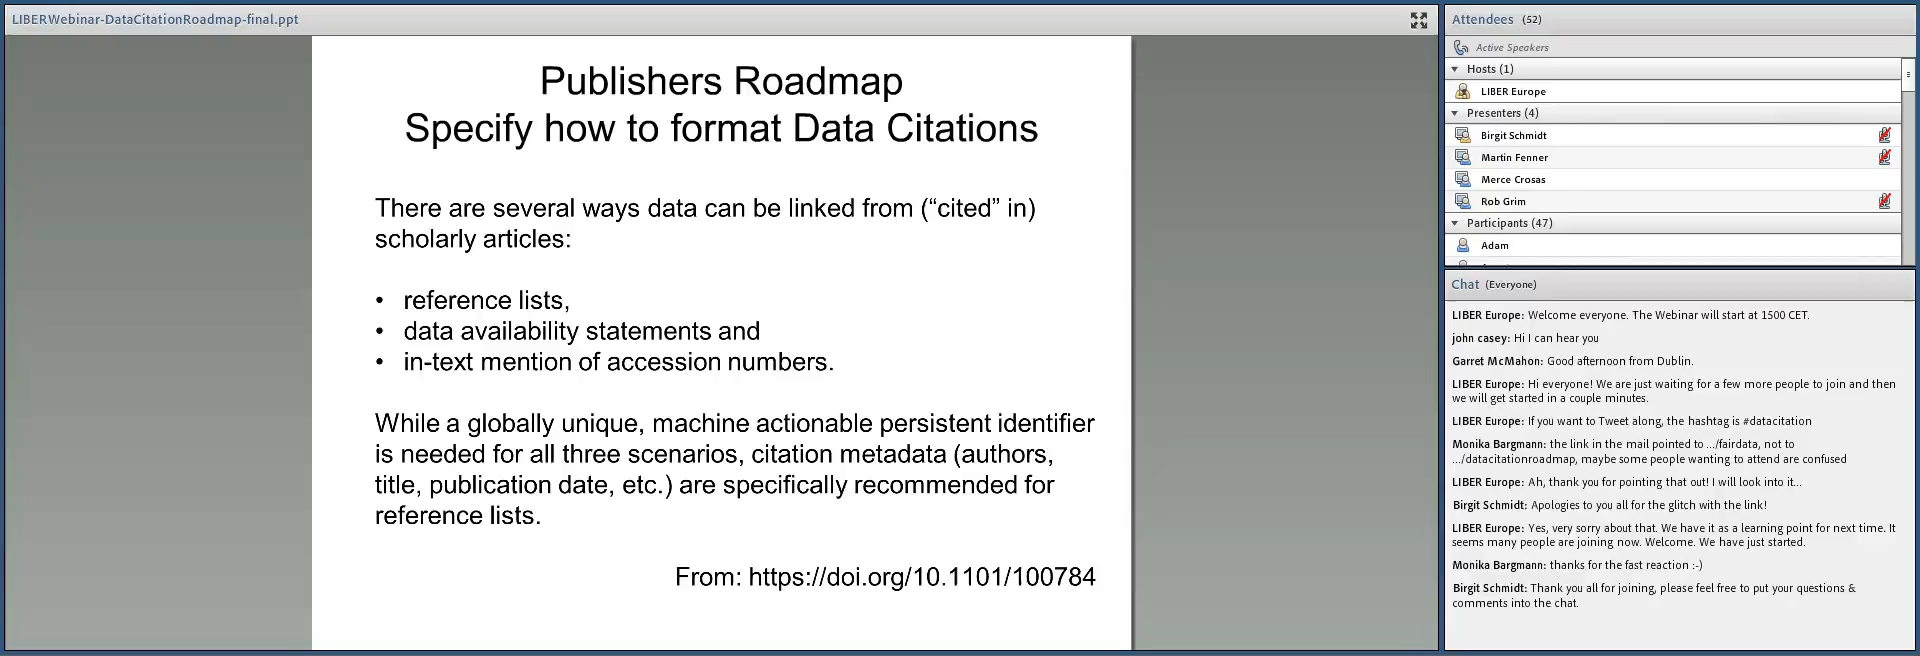 LIBERWebinar-DataCitationRoadmap-final.ppt
Publishers Roadmap
Specify how to format Data Citations
There are several ways data can be linked from (“cited” in)
scholarly articles:
• reference lists,
• data availability statements and
• in-text mention of accession numbers.
While a globally unique, machine actionable persistent identifier
is needed for all three scenarios, citation metadata (authors,
title, publication date, etc.) are specifically recommended for
reference lists.
From: https://doi.org/10.1101/100784
Attendees (52)
Active Speakers
Hosts (1)
LIBER Europe
Presenters (4)
Birgit Schmidt
Martin Fenner
Merce Crosas
Rob Grim
Participants (47)
Adam
Chat (Everyone)
LIBER Europe: Welcome everyone. The Webinar will start at 1500 CET.
john casey: Hi I can hear you
Garret McMahon: Good afternoon from Dublin.
LIBER Europe: Hi everyone! We are just waiting for a few more people to join and then
we will get started in a couple minutes.
LIBER Europe: If you want to Tweet along, the hashtag is #datacitation
Monika Bargmann: the link in the mail pointed to .../fairdata, not to
.../datacitationroadmap, maybe some people wanting to attend are confused
LIBER Europe: Ah, thank you for pointing that out! I will look into it...
Birgit Schmidt: Apologies to you all for the glitch with the link!
LIBER Europe: Yes, very sorry about that. We have it as a learning point for next time. It
seems many people are joining now. Welcome. We have just started.
Monika Bargmann: thanks for the fast reaction :-)
Birgit Schmidt: Thank you all for joining, please feel free to put your questions &
comments into the chat.